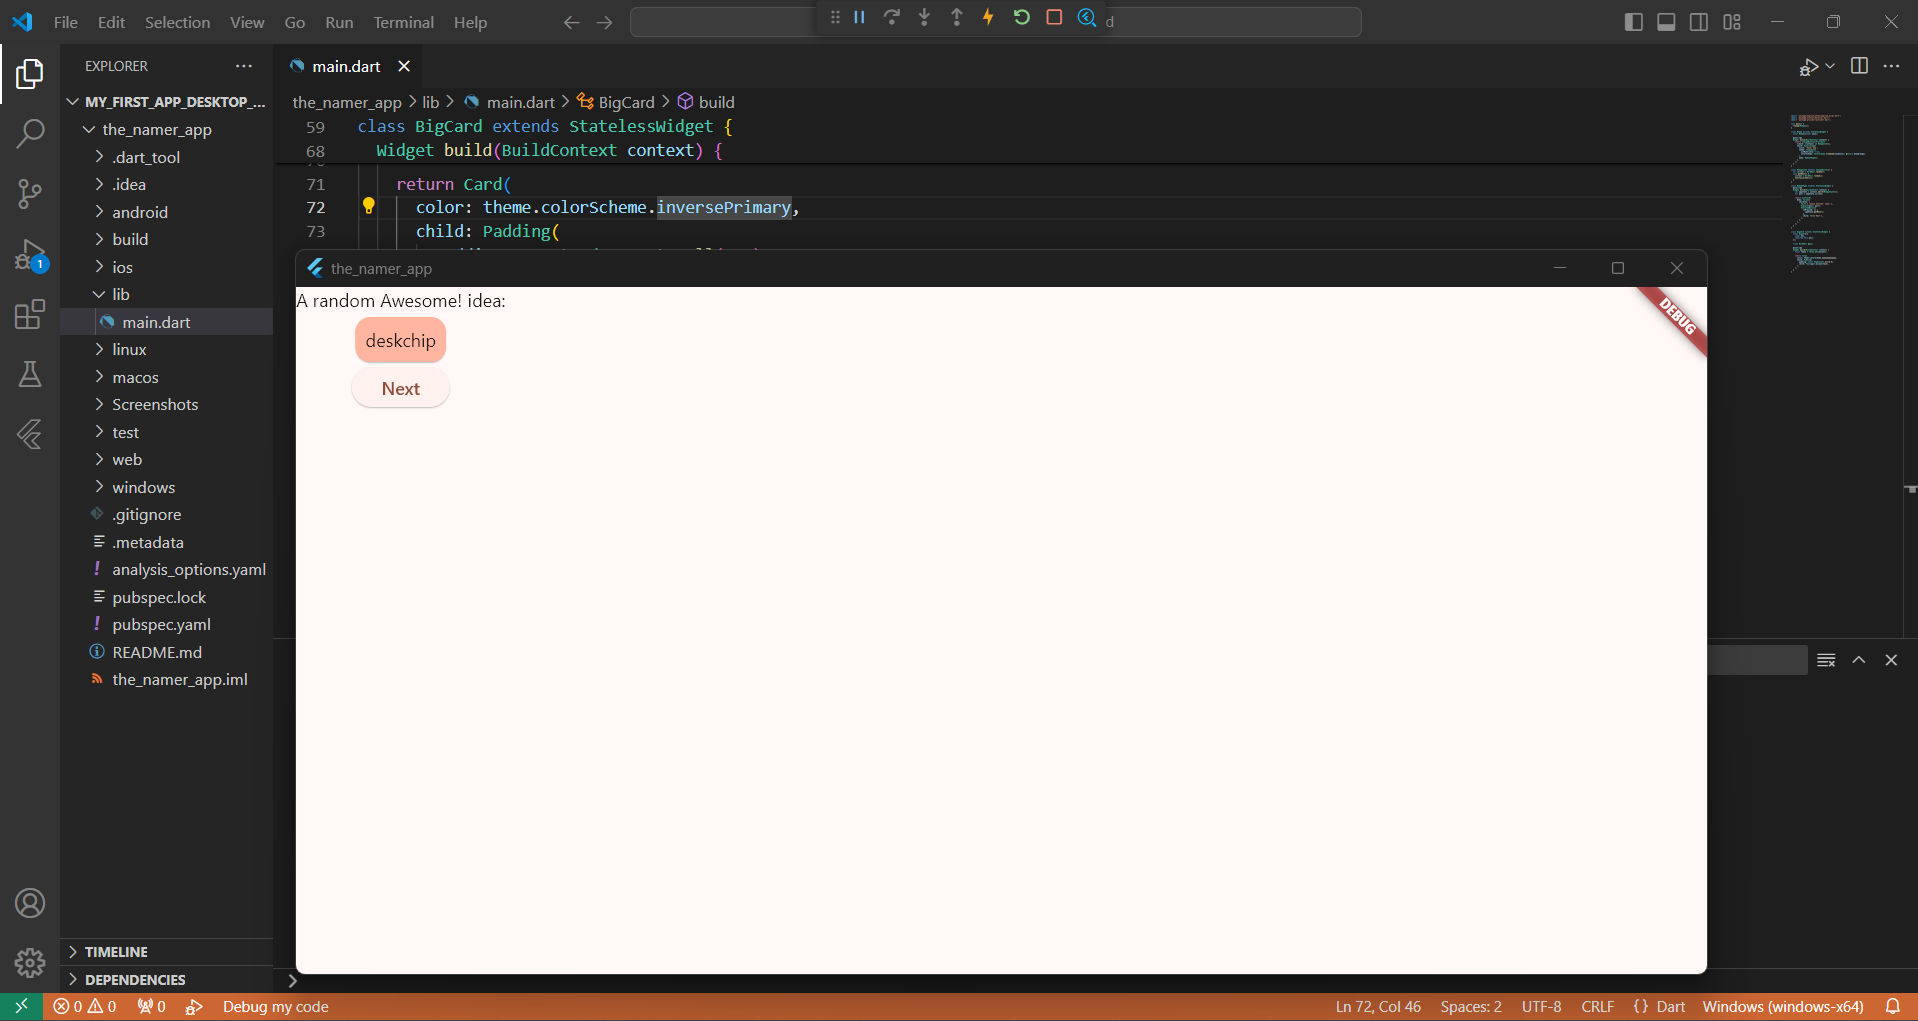 File Edit Selection View Go Run Terminal Help
d
EXPLORER
MY_FIRST_APP_DESKTOP_...
the_namer_app
.dart_tool
.idea
android
build
ios
lib
main.dart
linux
macos
Screenshots
test
web
windows
.gitignore
.metadata
analysis_options.yaml
pubspec.lock
pubspec.yaml
README.md
the_namer_app.iml
TIMELINE
DEPENDENCIES
1
main.dart
the_namer_app > lib > main.dart > BigCard > build
59 class BigCard extends StatelessWidget {
68 Widget build(BuildContext context) {
71 return Card(
72 color: theme.colorScheme.inversePrimary,
73 child: Padding(
the_namer_app
A random Awesome! idea:
DEBUG
deskchip
Next
0 0 0 Debug my code Ln 72, Col 46 Spaces: 2 UTF-8 CRLF {} Dart Windows (windows-x64)